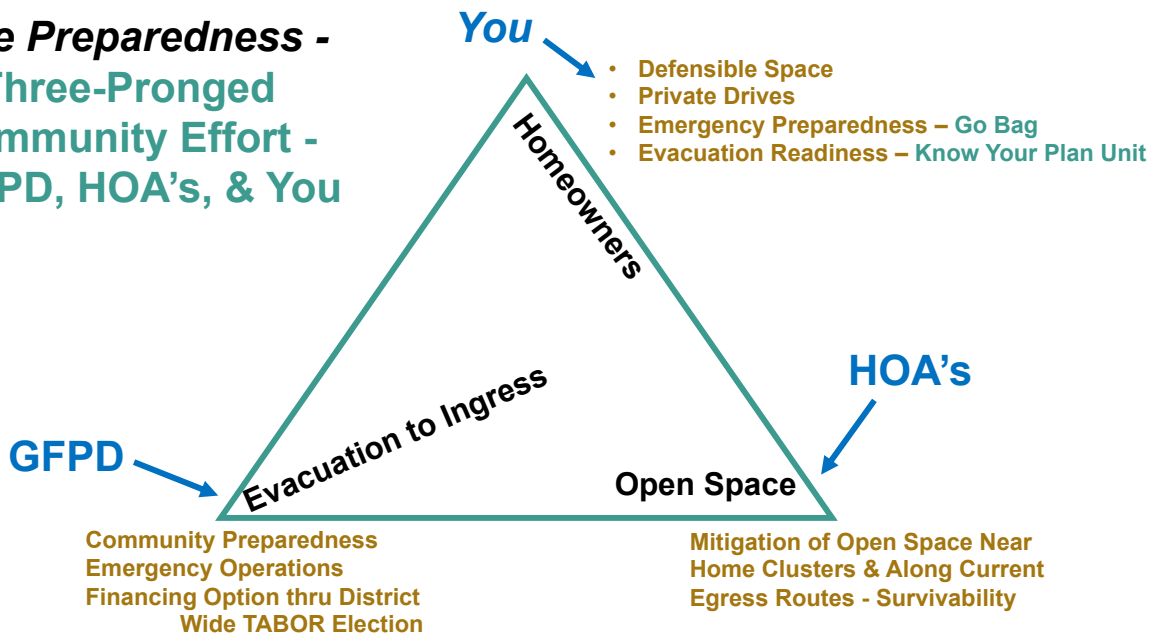 e Preparedness -
Three-Pronged
mmunity Effort -
PD, HOA's, & You
You
• Defensible Space
• Private Drives
• Emergency Preparedness – Go Bag
• Evacuation Readiness – Know Your Plan Unit
Homeowners
HOA's
GFPD
Evacuation to Ingress
Open Space
Community Preparedness
Emergency Operations
Financing Option thru District
Wide TABOR Election
Mitigation of Open Space Near
Home Clusters & Along Current
Egress Routes - Survivability